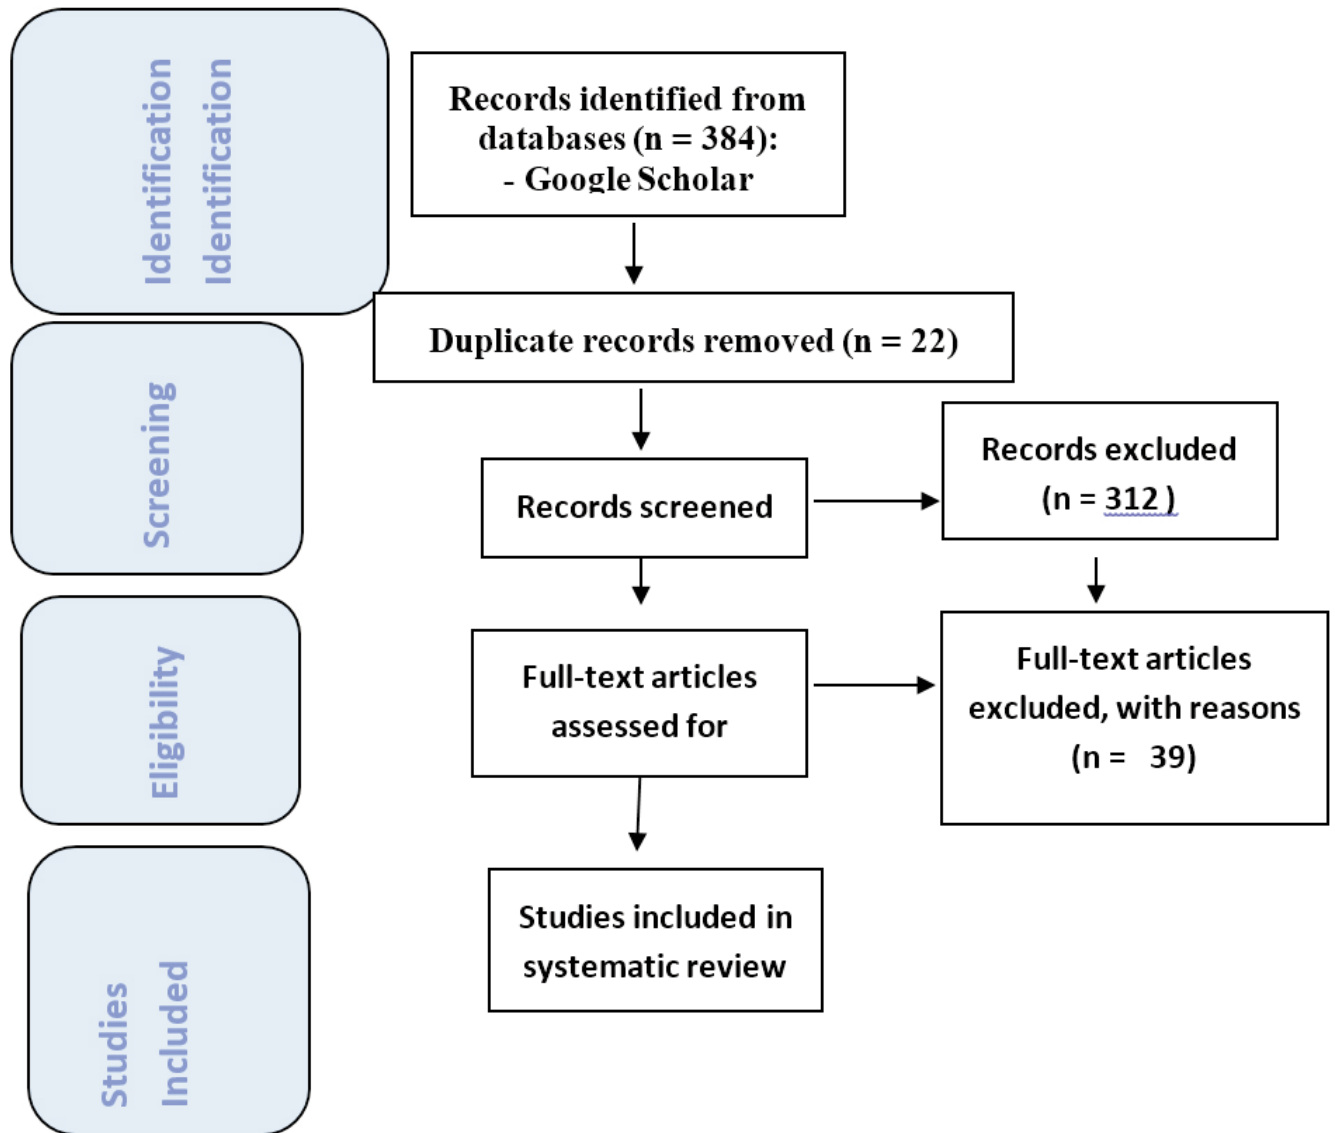 Identification
Identification
Records identified from
databases (n = 384):
- Google Scholar
Duplicate records removed (n = 22)
Screening
Records screened
Records excluded
(n = 312 )
Eligibility
Full-text articles
assessed for
Full-text articles
excluded, with reasons
(n = 39)
Studies
Included
Studies included in
systematic review